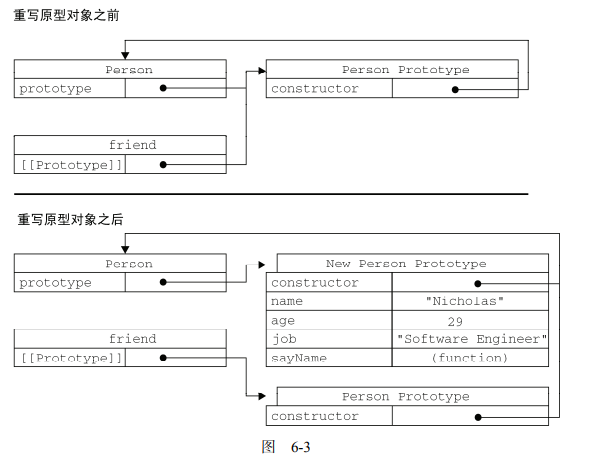 重写原型对象之前
Person
prototype
Person Prototype
constructor
friend
[[Prototype]]
重写原型对象之后
Person
prototype
New Person Prototype
constructor
name "Nicholas"
age 29
job "Software Engineer"
sayName (function)
friend
[[Prototype]]
Person Prototype
constructor
图 6-3